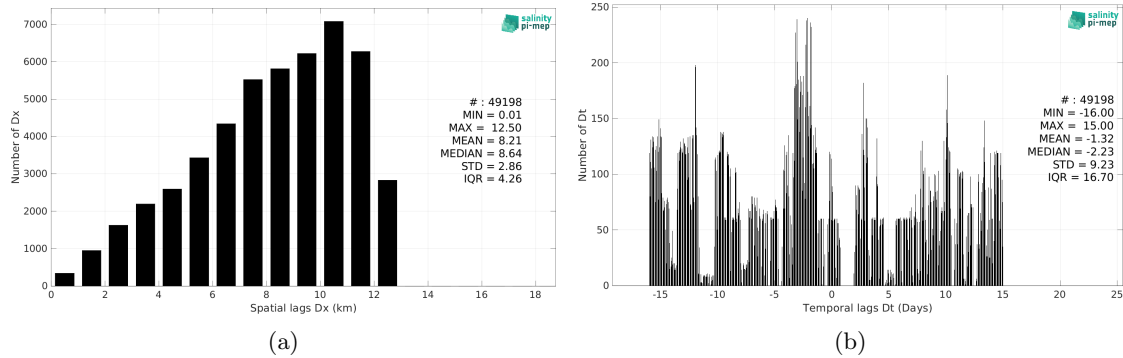 salinity
pi-mep
7000
6000
5000
4000
3000
2000
1000
0
Number of Dx
# : 49198
MIN = 0.01
MAX = 12.50
MEAN = 8.21
MEDIAN = 8.64
STD = 2.86
IQR = 4.26
0 2 4 6 8 10 12 14 16 18
Spatial lags Dx (km)
(a)
salinity
pi-mep
250
200
150
100
50
0
Number of Dt
# : 49198
MIN = -16.00
MAX = 15.00
MEAN = -1.32
MEDIAN = -2.23
STD = 9.23
IQR = 16.70
-15 -10 -5 0 5 10 15 20 25
Temporal lags Dt (Days)
(b)